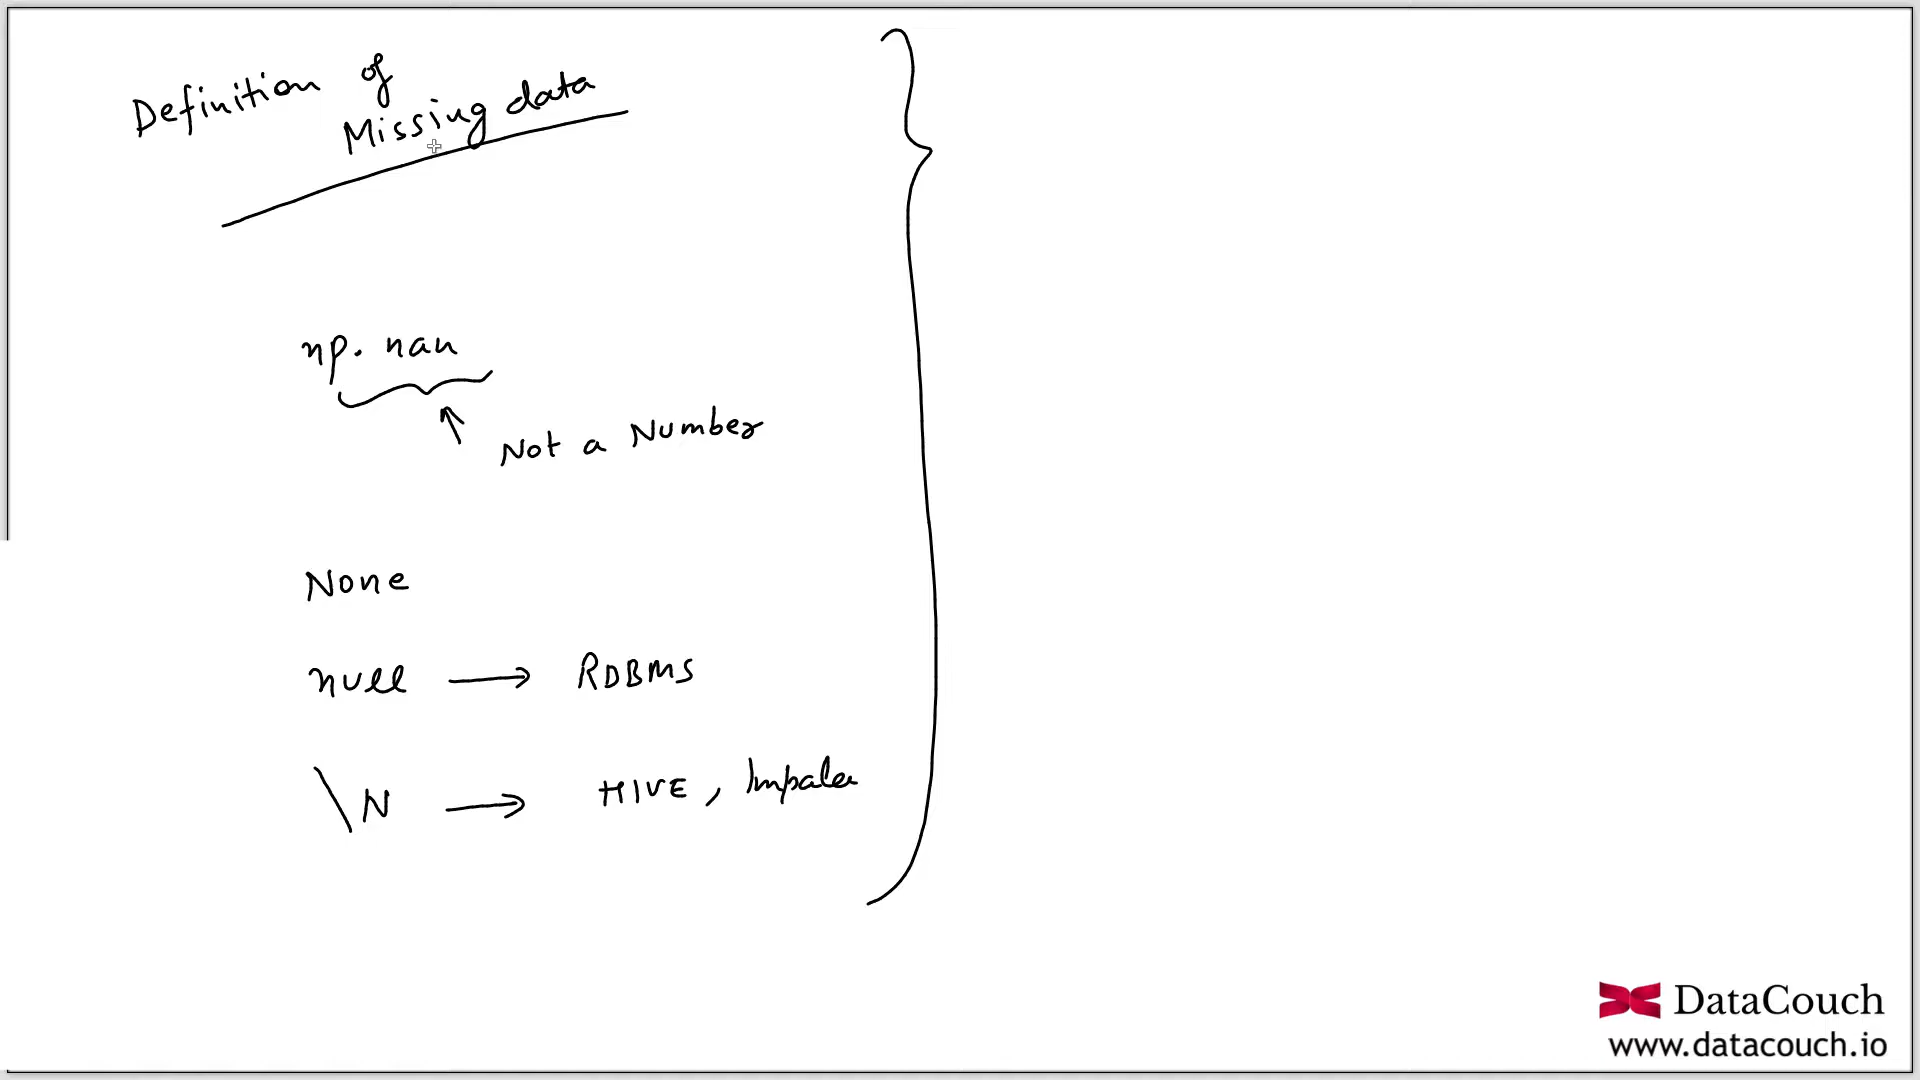 Definition of
Missing data
np. nan
Not a Number
None
null → RDBMS
\N → HIVE, Impala
DataCouch
www.datacouch.io